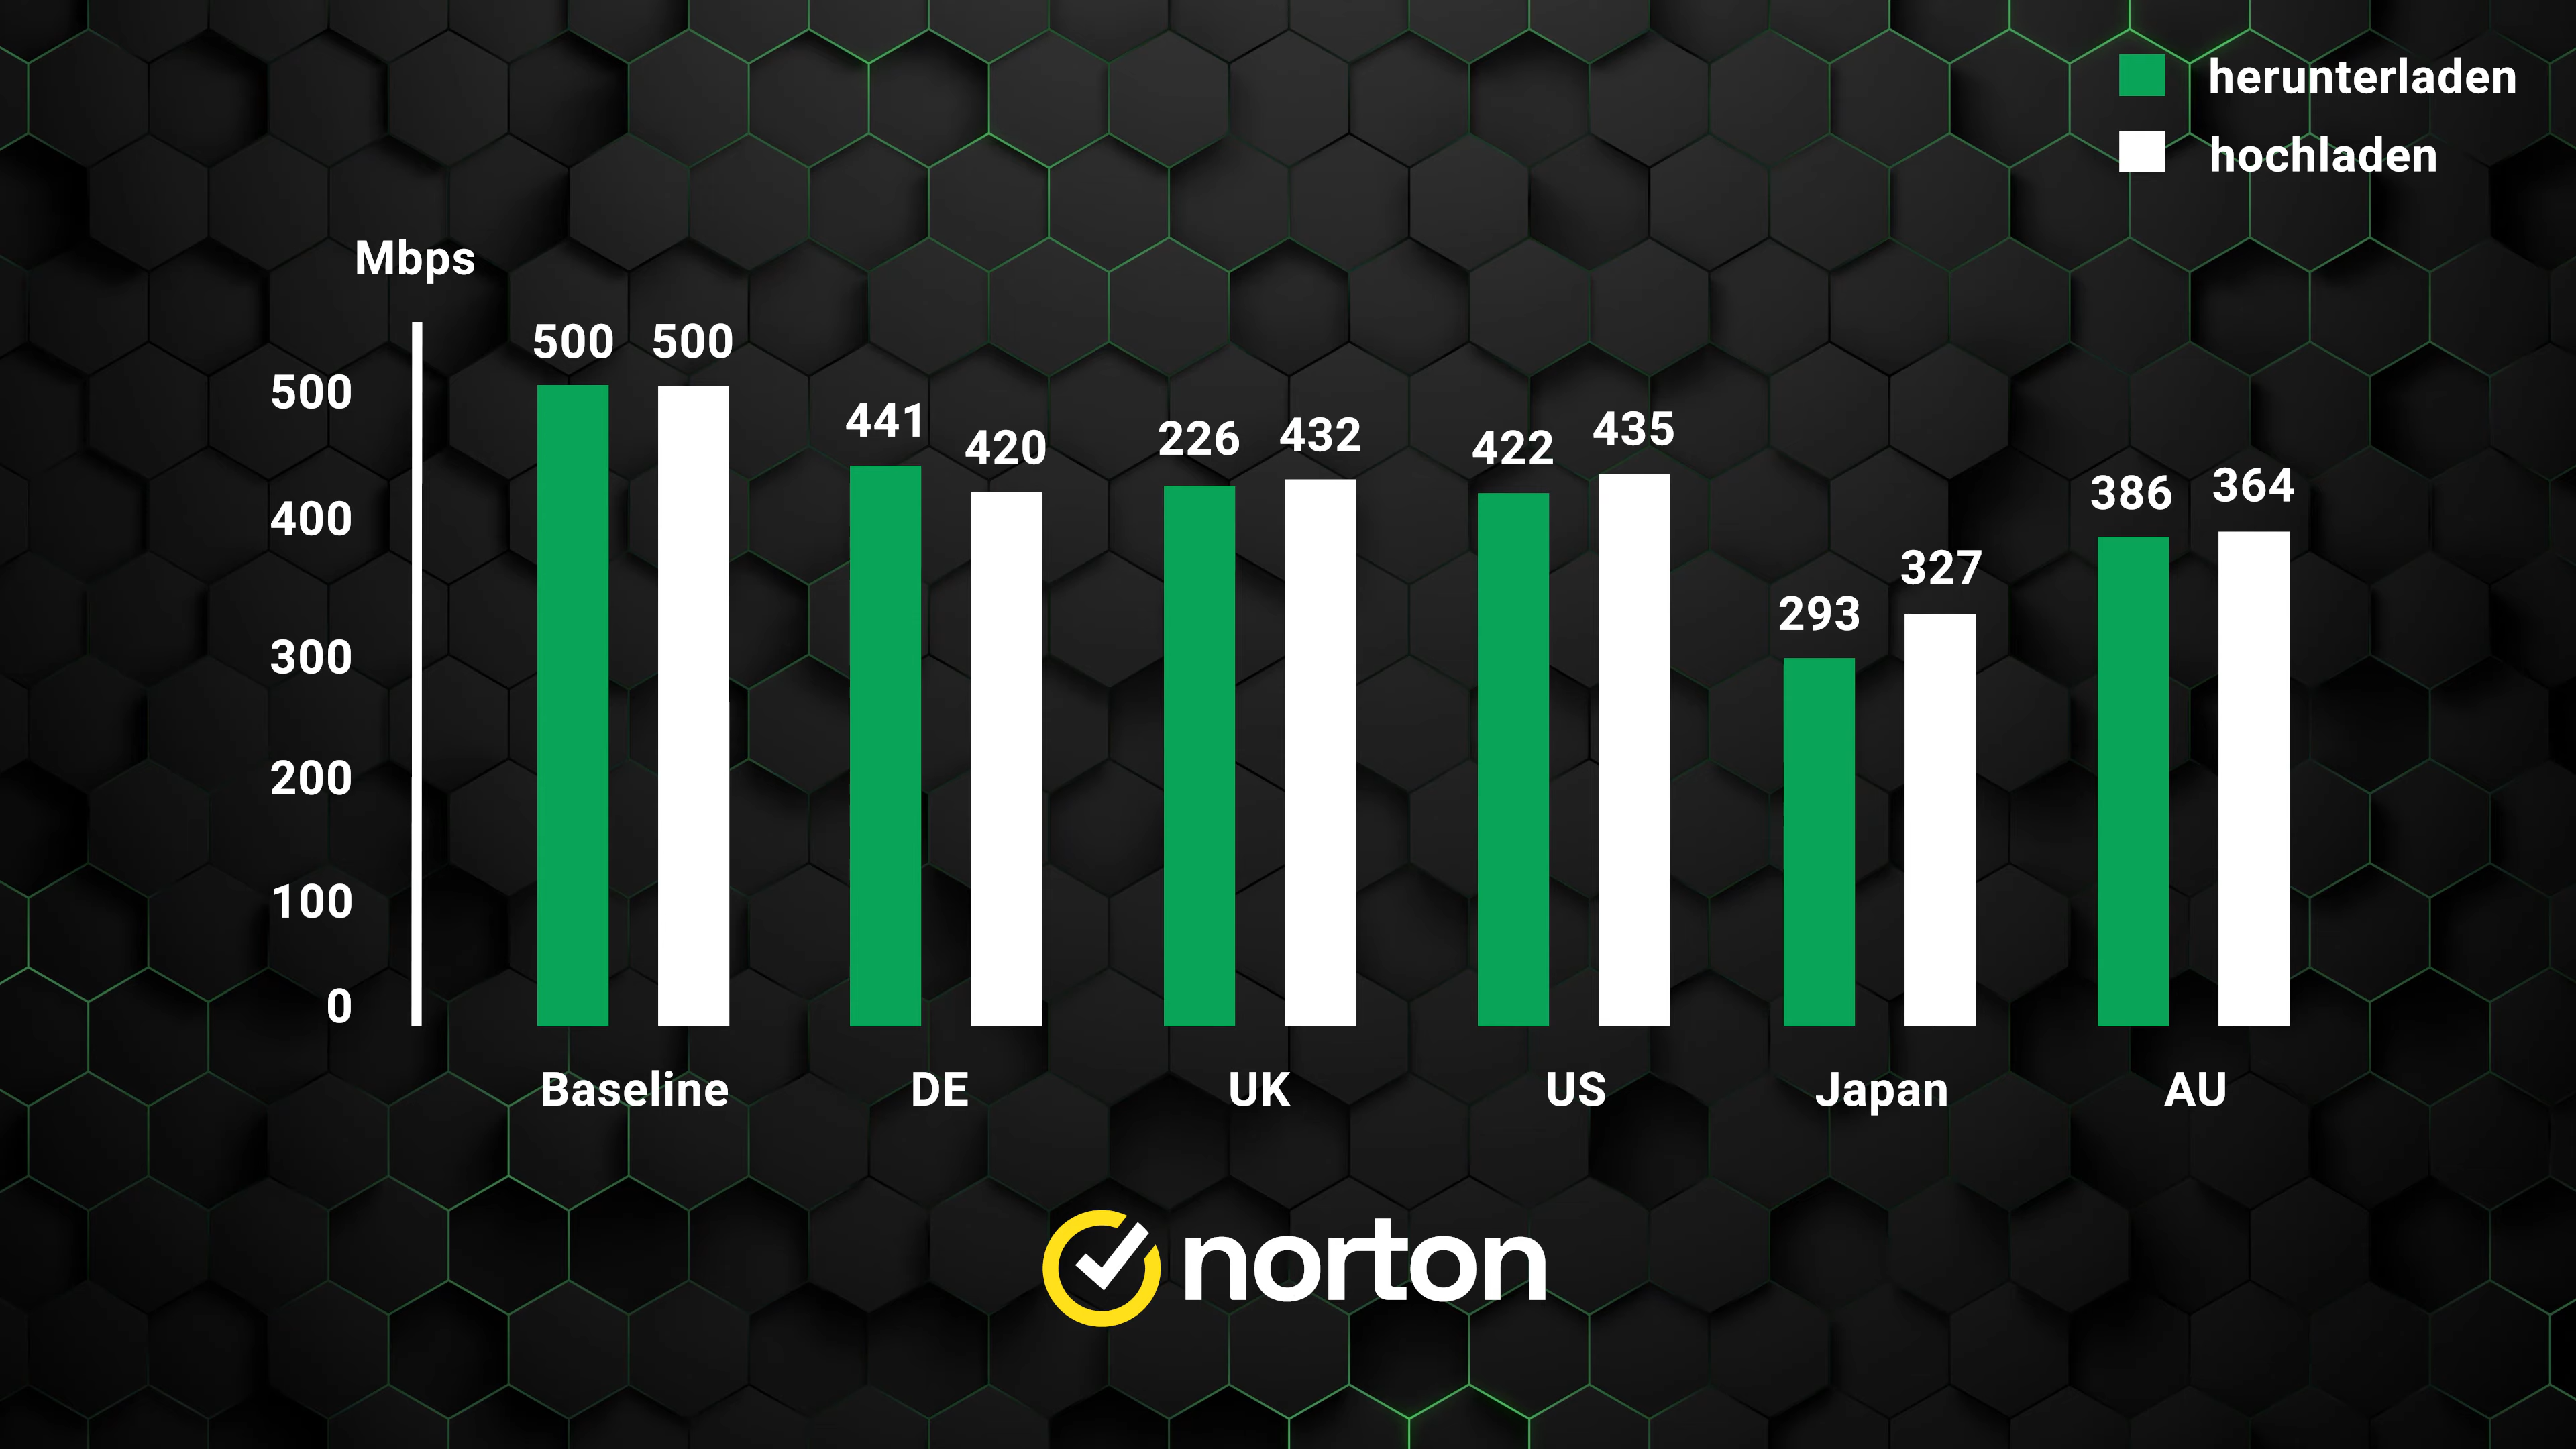 herunterladen
hochladen
Mbps
500
400
300
200
100
0
500 500
441 420
226 432
422 435
293 327
386 364
Baseline DE UK US Japan AU
norton